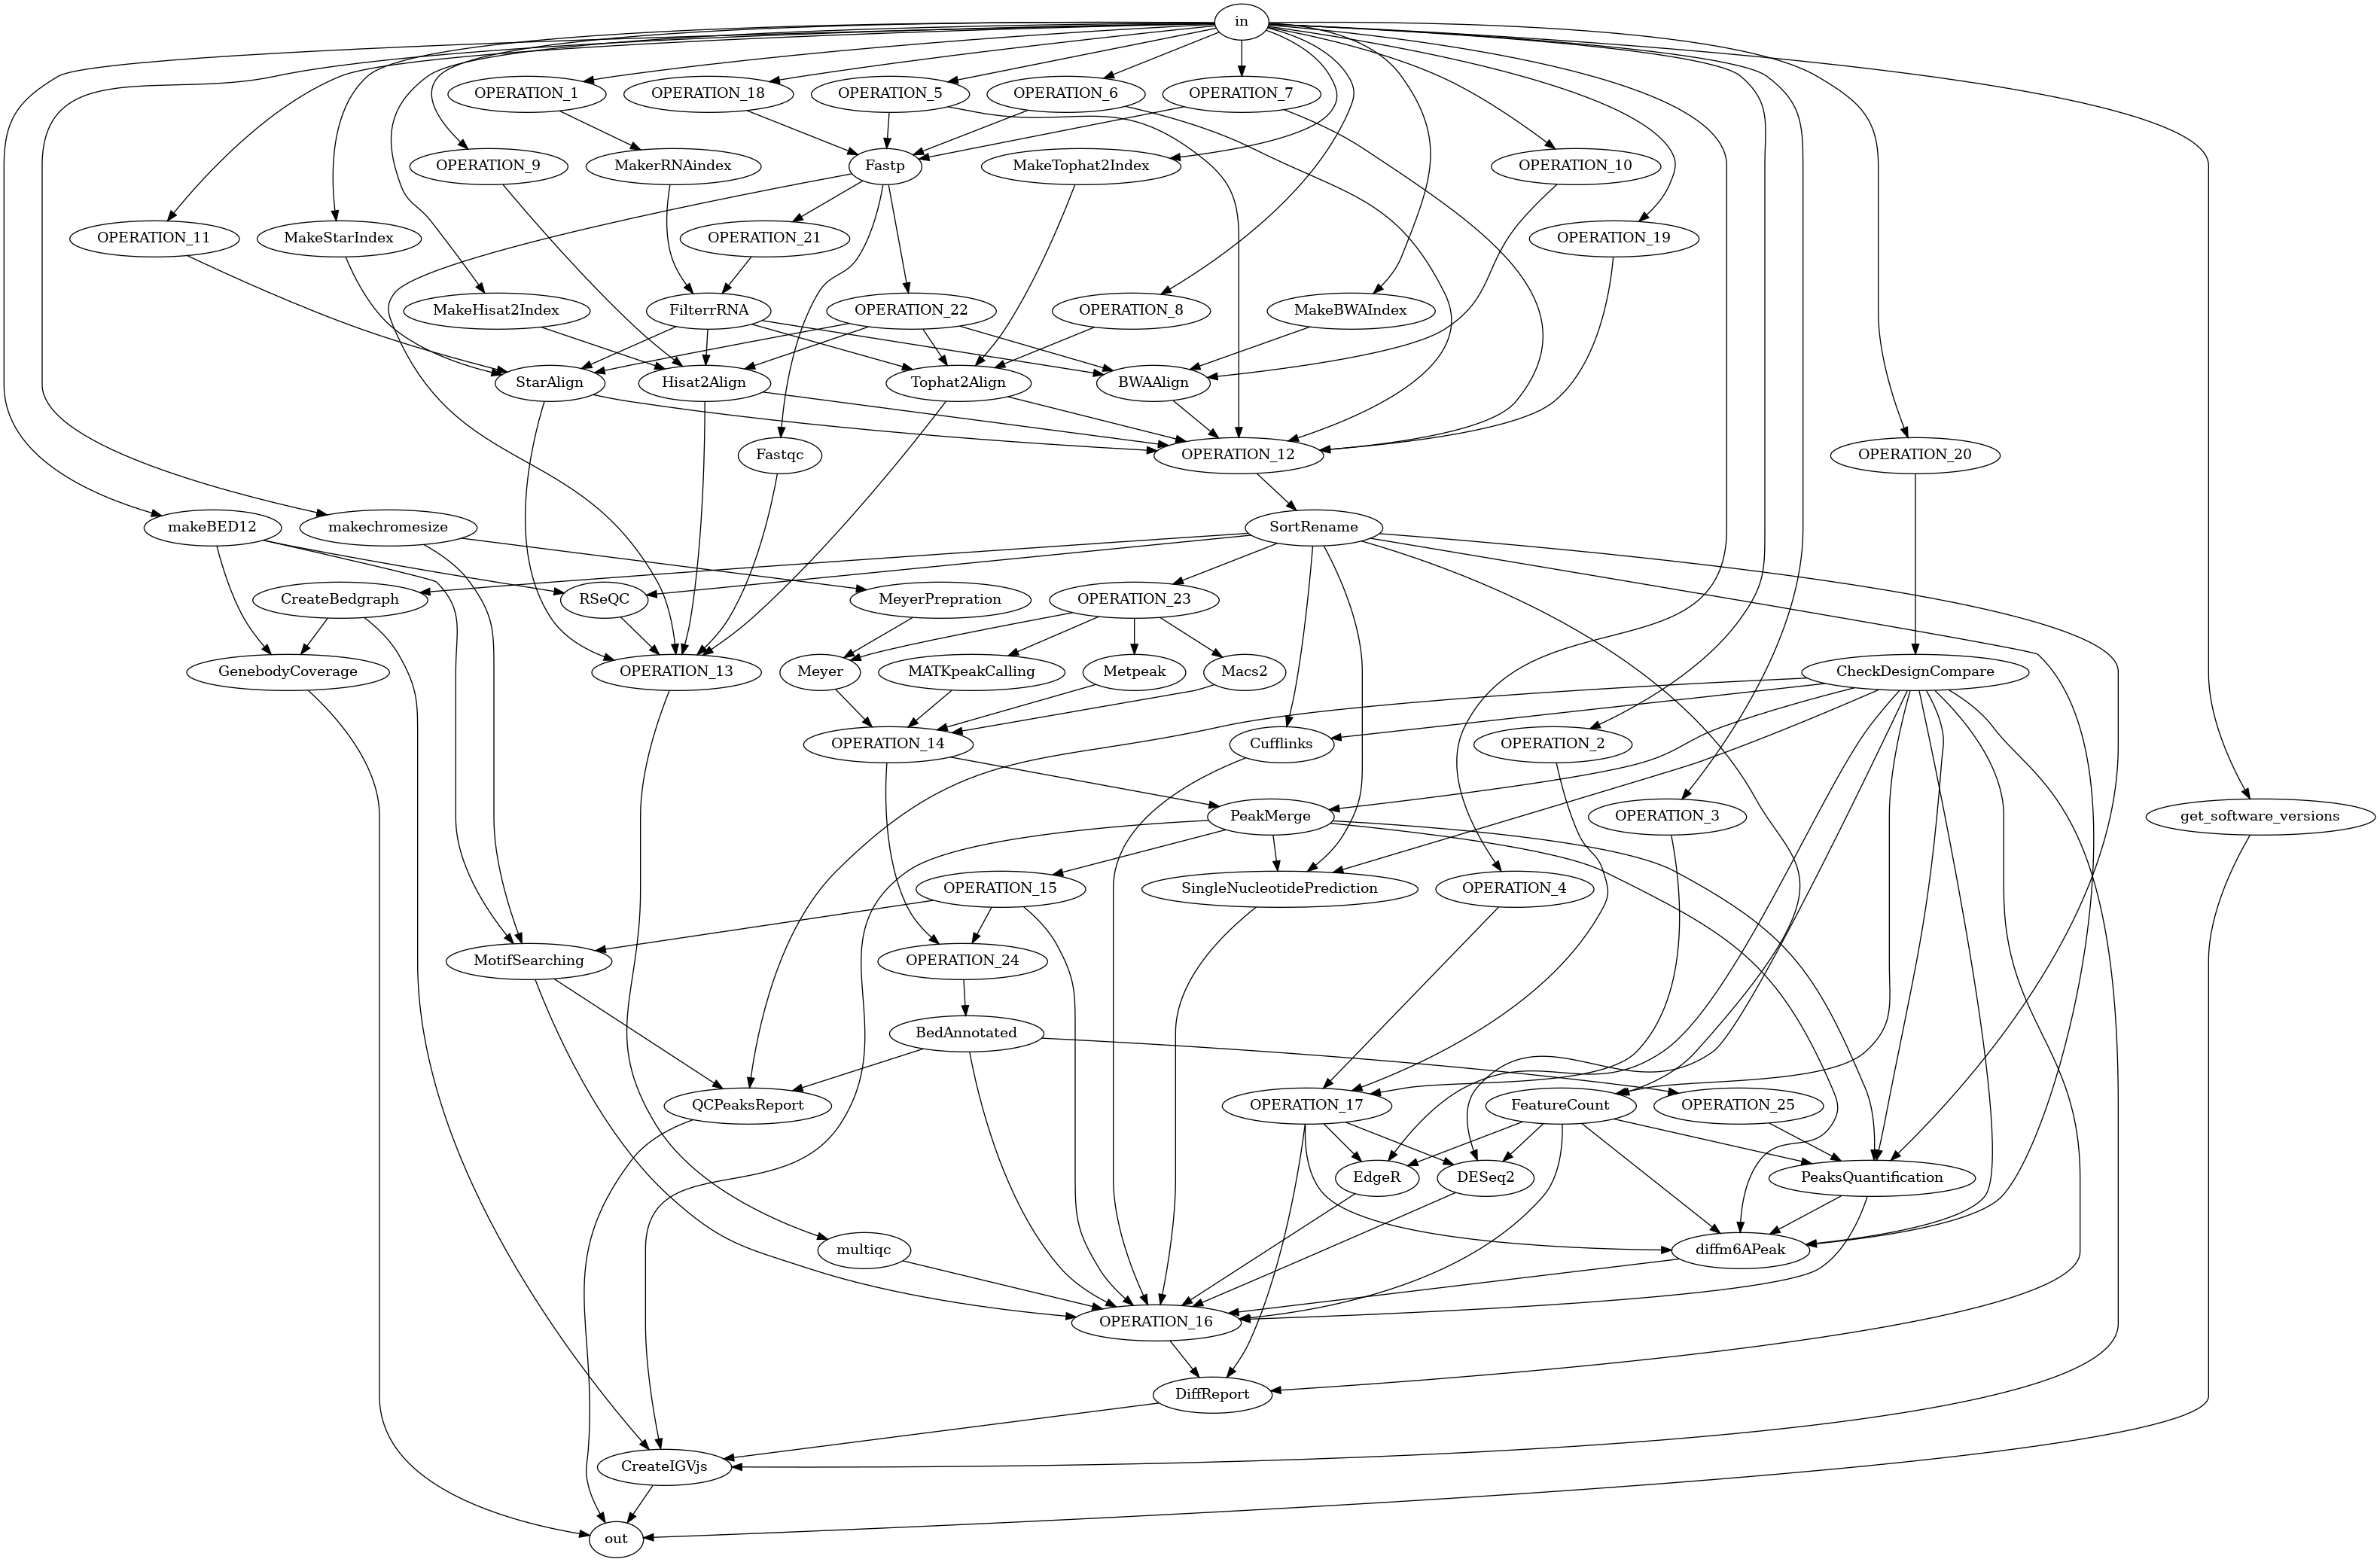 in
OPERATION_1
OPERATION_18
OPERATION_5
OPERATION_6
OPERATION_7
OPERATION_9
MakerRNAindex
Fastp
MakeTophat2Index
OPERATION_10
OPERATION_11
MakeStarIndex
OPERATION_21
OPERATION_19
MakeHisat2Index
FilterrRNA
OPERATION_22
OPERATION_8
MakeBWAIndex
StarAlign
Hisat2Align
Tophat2Align
BWAAlign
Fastqc
OPERATION_12
OPERATION_20
makeBED12
makechromesize
SortRename
CreateBedgraph
RSeQC
MeyerPrepration
OPERATION_23
GenebodyCoverage
OPERATION_13
Meyer
MATKpeakCalling
Metpeak
Macs2
CheckDesignCompare
OPERATION_14
Cufflinks
OPERATION_2
PeakMerge
OPERATION_3
get_software_versions
OPERATION_15
SingleNucleotidePrediction
OPERATION_4
MotifSearching
OPERATION_24
BedAnnotated
QCPeaksReport
OPERATION_17
FeatureCount
OPERATION_25
EdgeR
DESeq2
PeaksQuantification
multiqc
diffm6APeak
OPERATION_16
DiffReport
CreateIGVjs
out